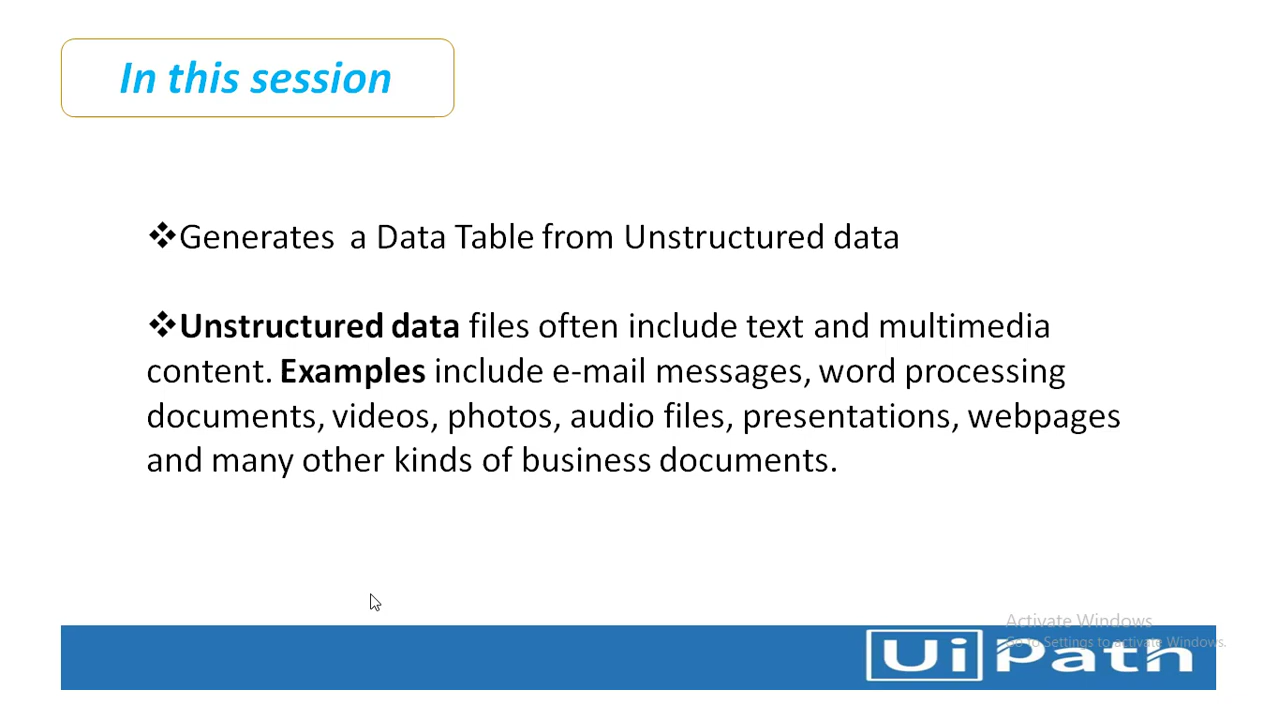 In this session
❖Generates a Data Table from Unstructured data
❖Unstructured data files often include text and multimedia
content. Examples include e-mail messages, word processing
documents, videos, photos, audio files, presentations, webpages
and many other kinds of business documents.
Activate Windows
Go to Settings to activate Windows.
UiPath